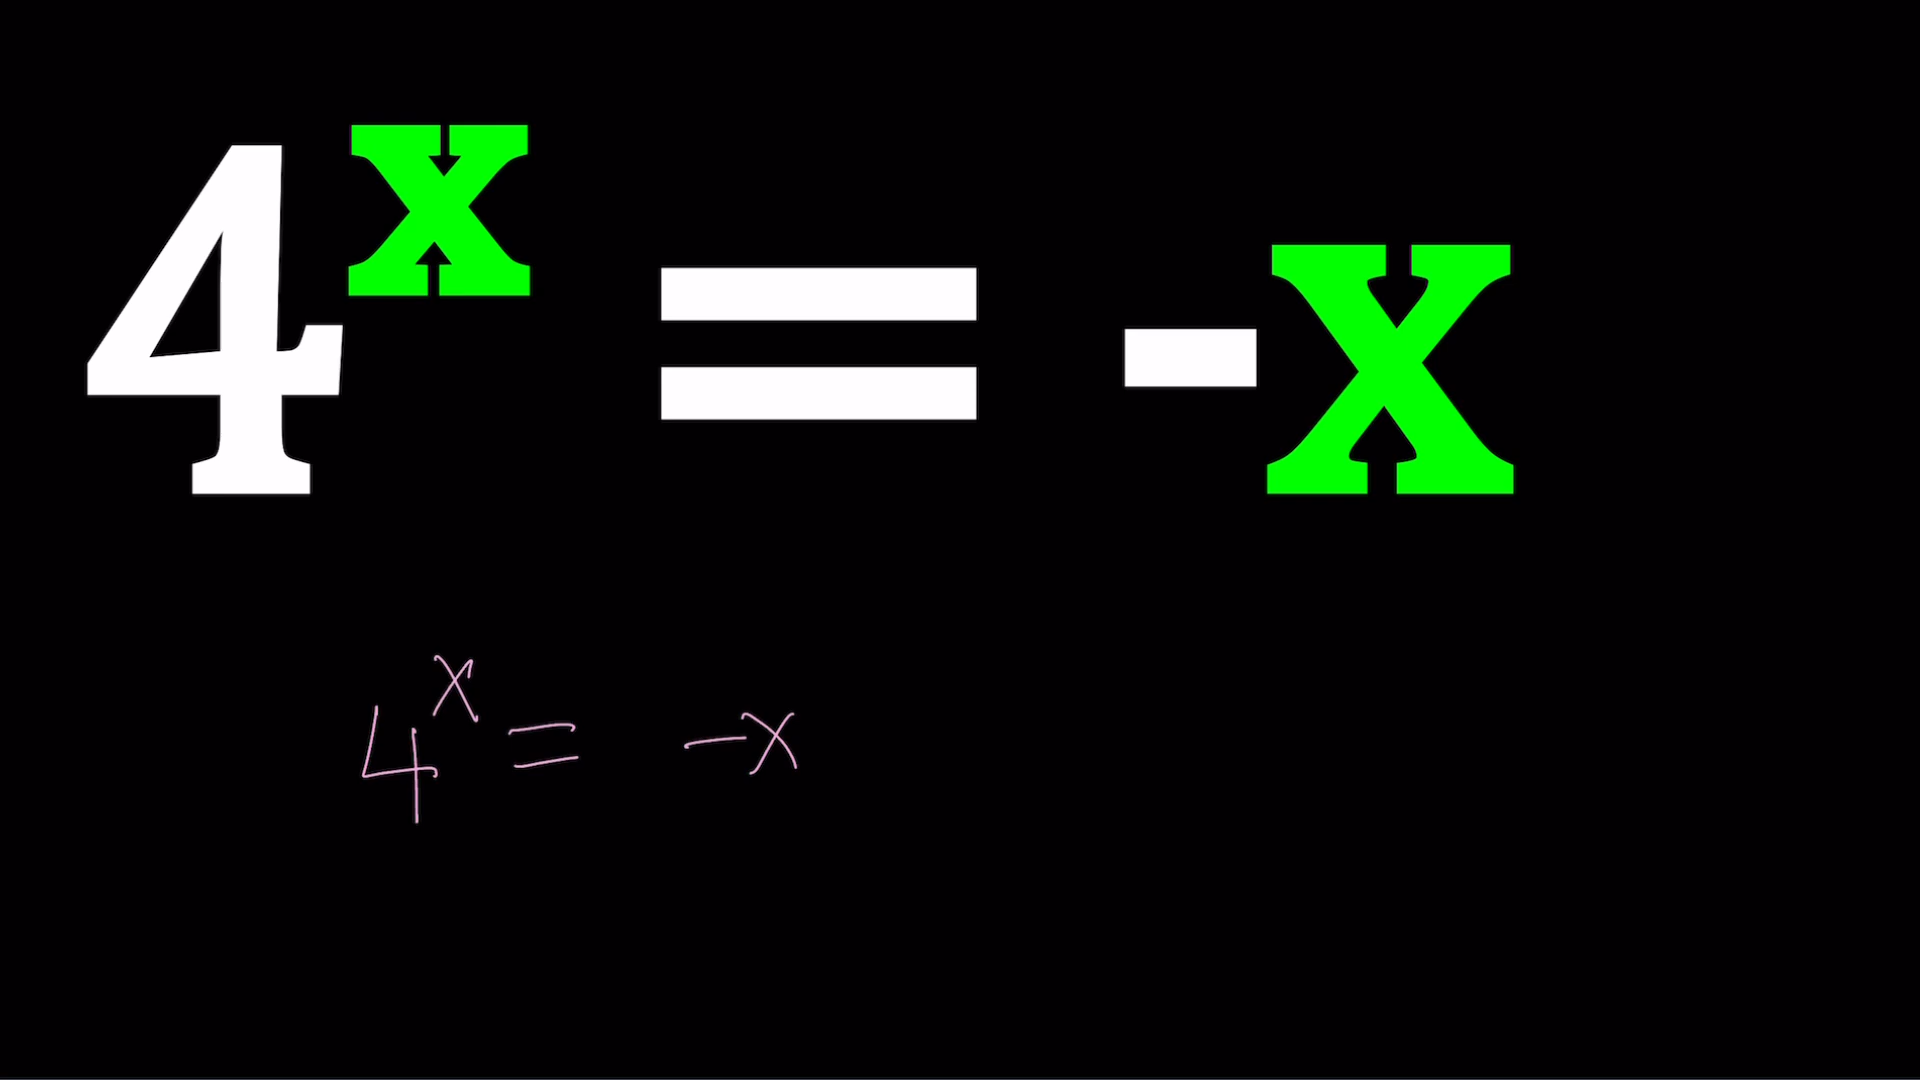 4^x = -x
4^x = -x